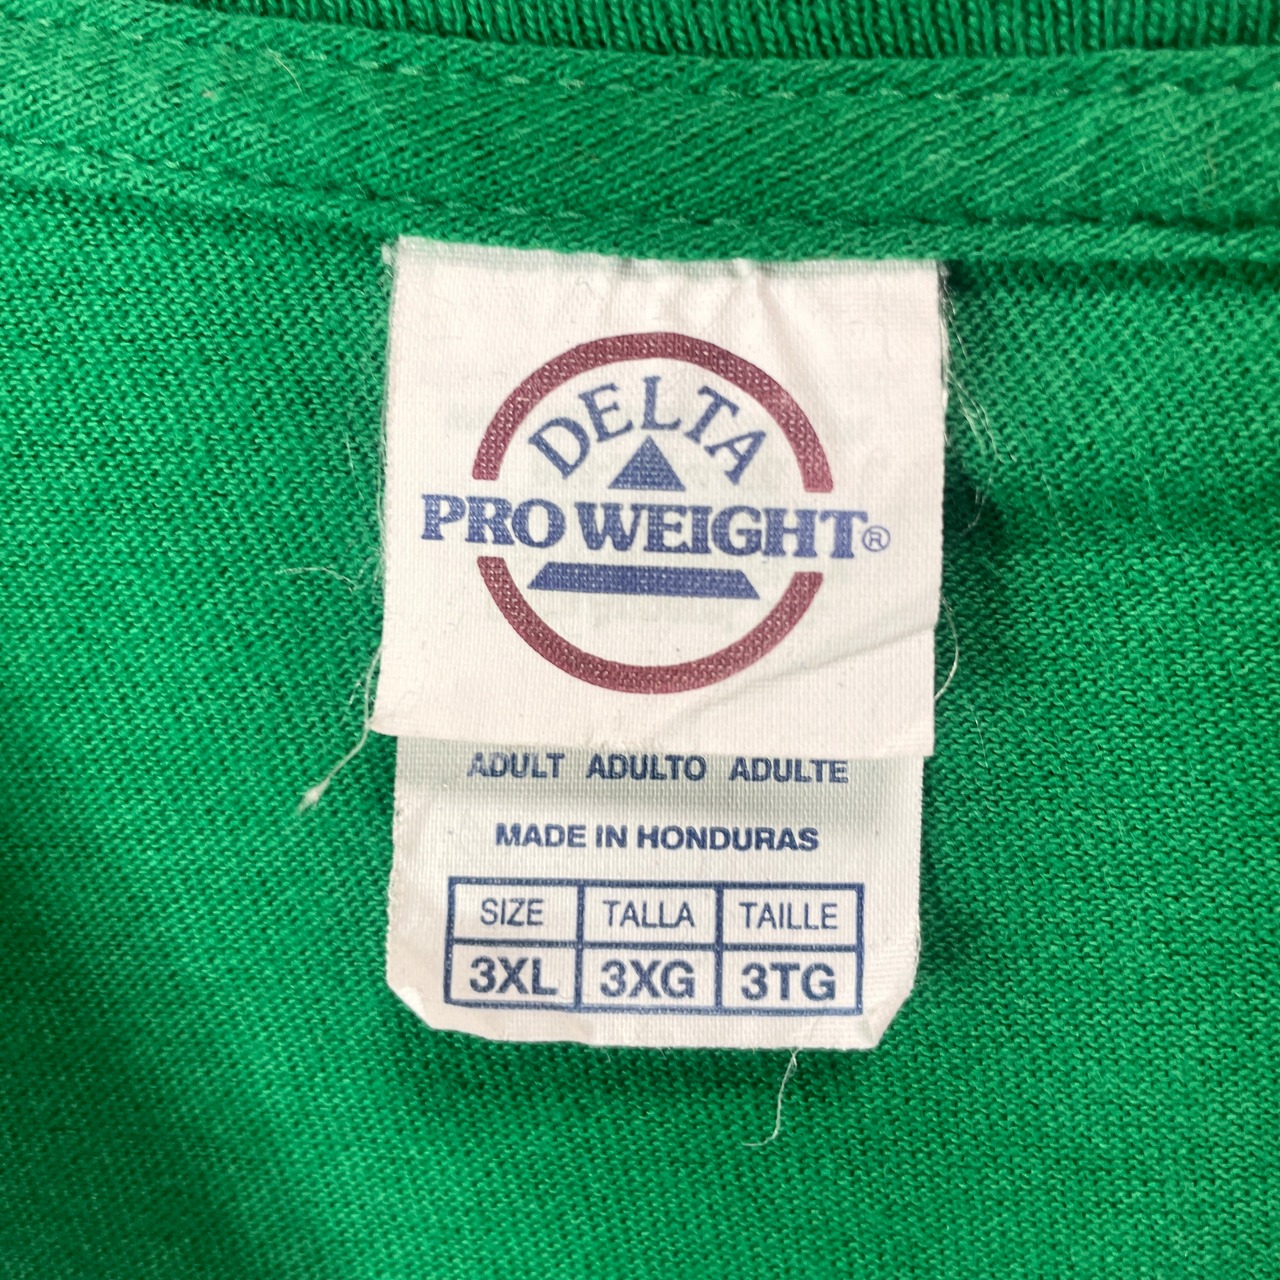 DELTA
PRO WEIGHT®
ADULT ADULTO ADULTE
MADE IN HONDURAS
SIZE TALLA TAILLE
3XL 3XG 3TG